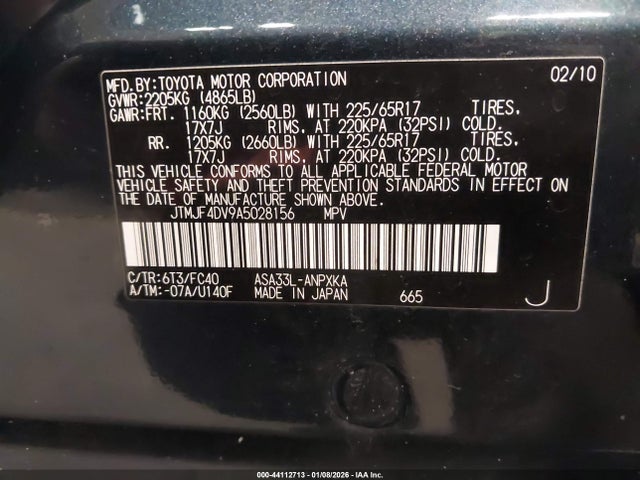 MFD.BY:TOYOTA MOTOR CORPORATION 02/10
GVWR:2205KG (4865LB)
GAWR:FRT. 1160KG (2560LB) WITH 225/65R17 TIRES.
17X7J RIMS. AT 220KPA (32PSI) COLD.
RR. 1205KG (2660LB) WITH 225/65R17 TIRES.
17X7J RIMS. AT 220KPA (32PSI) COLD.
THIS VEHICLE CONFORMS TO ALL APPLICABLE FEDERAL MOTOR
VEHICLE SAFETY AND THEFT PREVENTION STANDARDS IN EFFECT ON
THE DATE OF MANUFACTURE SHOWN ABOVE.
JTMJF4DV9A5028156 MPV
C/TR:6T3/FC40 ASA33L-ANPXKA
A/TM:-07A/U140F MADE IN JAPAN 665 J
000-44112713 - 01/08/2026 - IAA Inc.